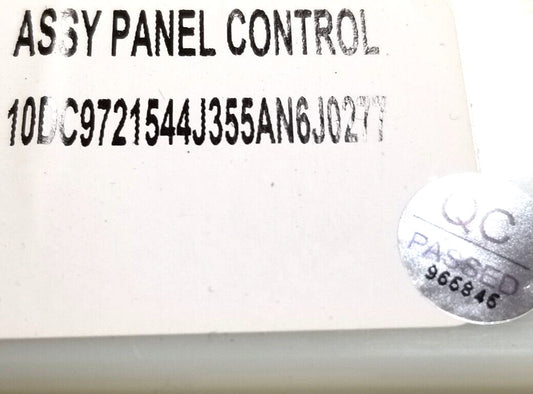 ASSY PANEL CONTROL
10DC9721544J355AN6J0277
QC
PASSED
966846